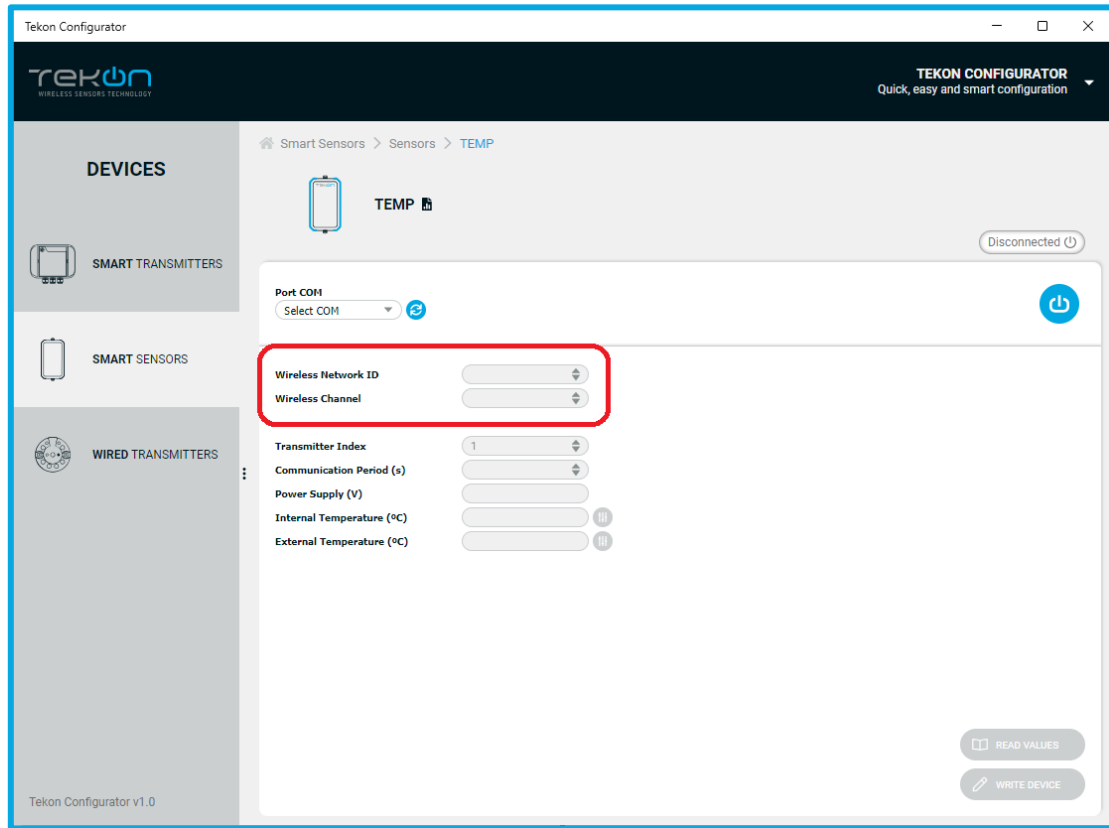 Tekon Configurator
TEKON
WIRELESS SENSORS TECHNOLOGY
TEKON CONFIGURATOR
Quick, easy and smart configuration
DEVICES
SMART TRANSMITTERS
SMART SENSORS
WIRED TRANSMITTERS
Tekon Configurator v1.0
Smart Sensors > Sensors > TEMP
TEKON
TEMP
Disconnected
Port COM
Select COM
Wireless Network ID
Wireless Channel
Transmitter Index 1
Communication Period (s)
Power Supply (V)
Internal Temperature (ºC)
External Temperature (ºC)
READ VALUES
WRITE DEVICE